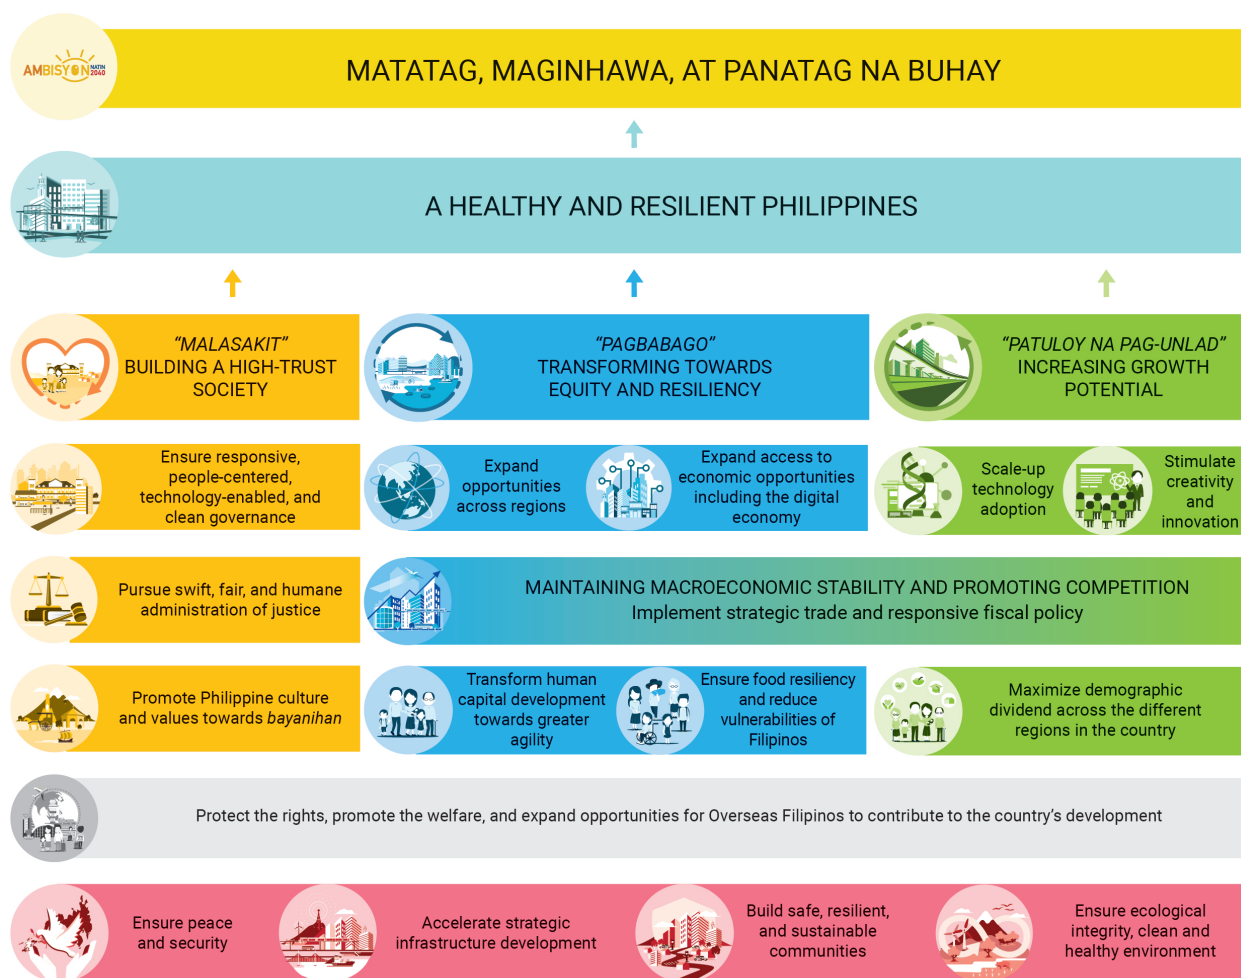 AMBISYON NATIN 2040
MATATAG, MAGINHAWA, AT PANATAG NA BUHAY
A HEALTHY AND RESILIENT PHILIPPINES
“MALASAKIT”
BUILDING A HIGH-TRUST
SOCIETY
“PAGBABAGO”
TRANSFORMING TOWARDS
EQUITY AND RESILIENCY
“PATULOY NA PAG-UNLAD”
INCREASING GROWTH
POTENTIAL
Ensure responsive,
people-centered,
technology-enabled, and
clean governance
Expand
opportunities
across regions
Expand access to
economic opportunities
including the digital
economy
Scale-up
technology
adoption
Stimulate
creativity
and
innovation
Pursue swift, fair, and humane
administration of justice
MAINTAINING MACROECONOMIC STABILITY AND PROMOTING COMPETITION
Implement strategic trade and responsive fiscal policy
Promote Philippine culture
and values towards bayanihan
Transform human
capital development
towards greater
agility
Ensure food resiliency
and reduce
vulnerabilities of
Filipinos
Maximize demographic
dividend across the different
regions in the country
Protect the rights, promote the welfare, and expand opportunities for Overseas Filipinos to contribute to the country’s development
Ensure peace
and security
Accelerate strategic
infrastructure development
Build safe, resilient,
and sustainable
communities
Ensure ecological
integrity, clean and
healthy environment